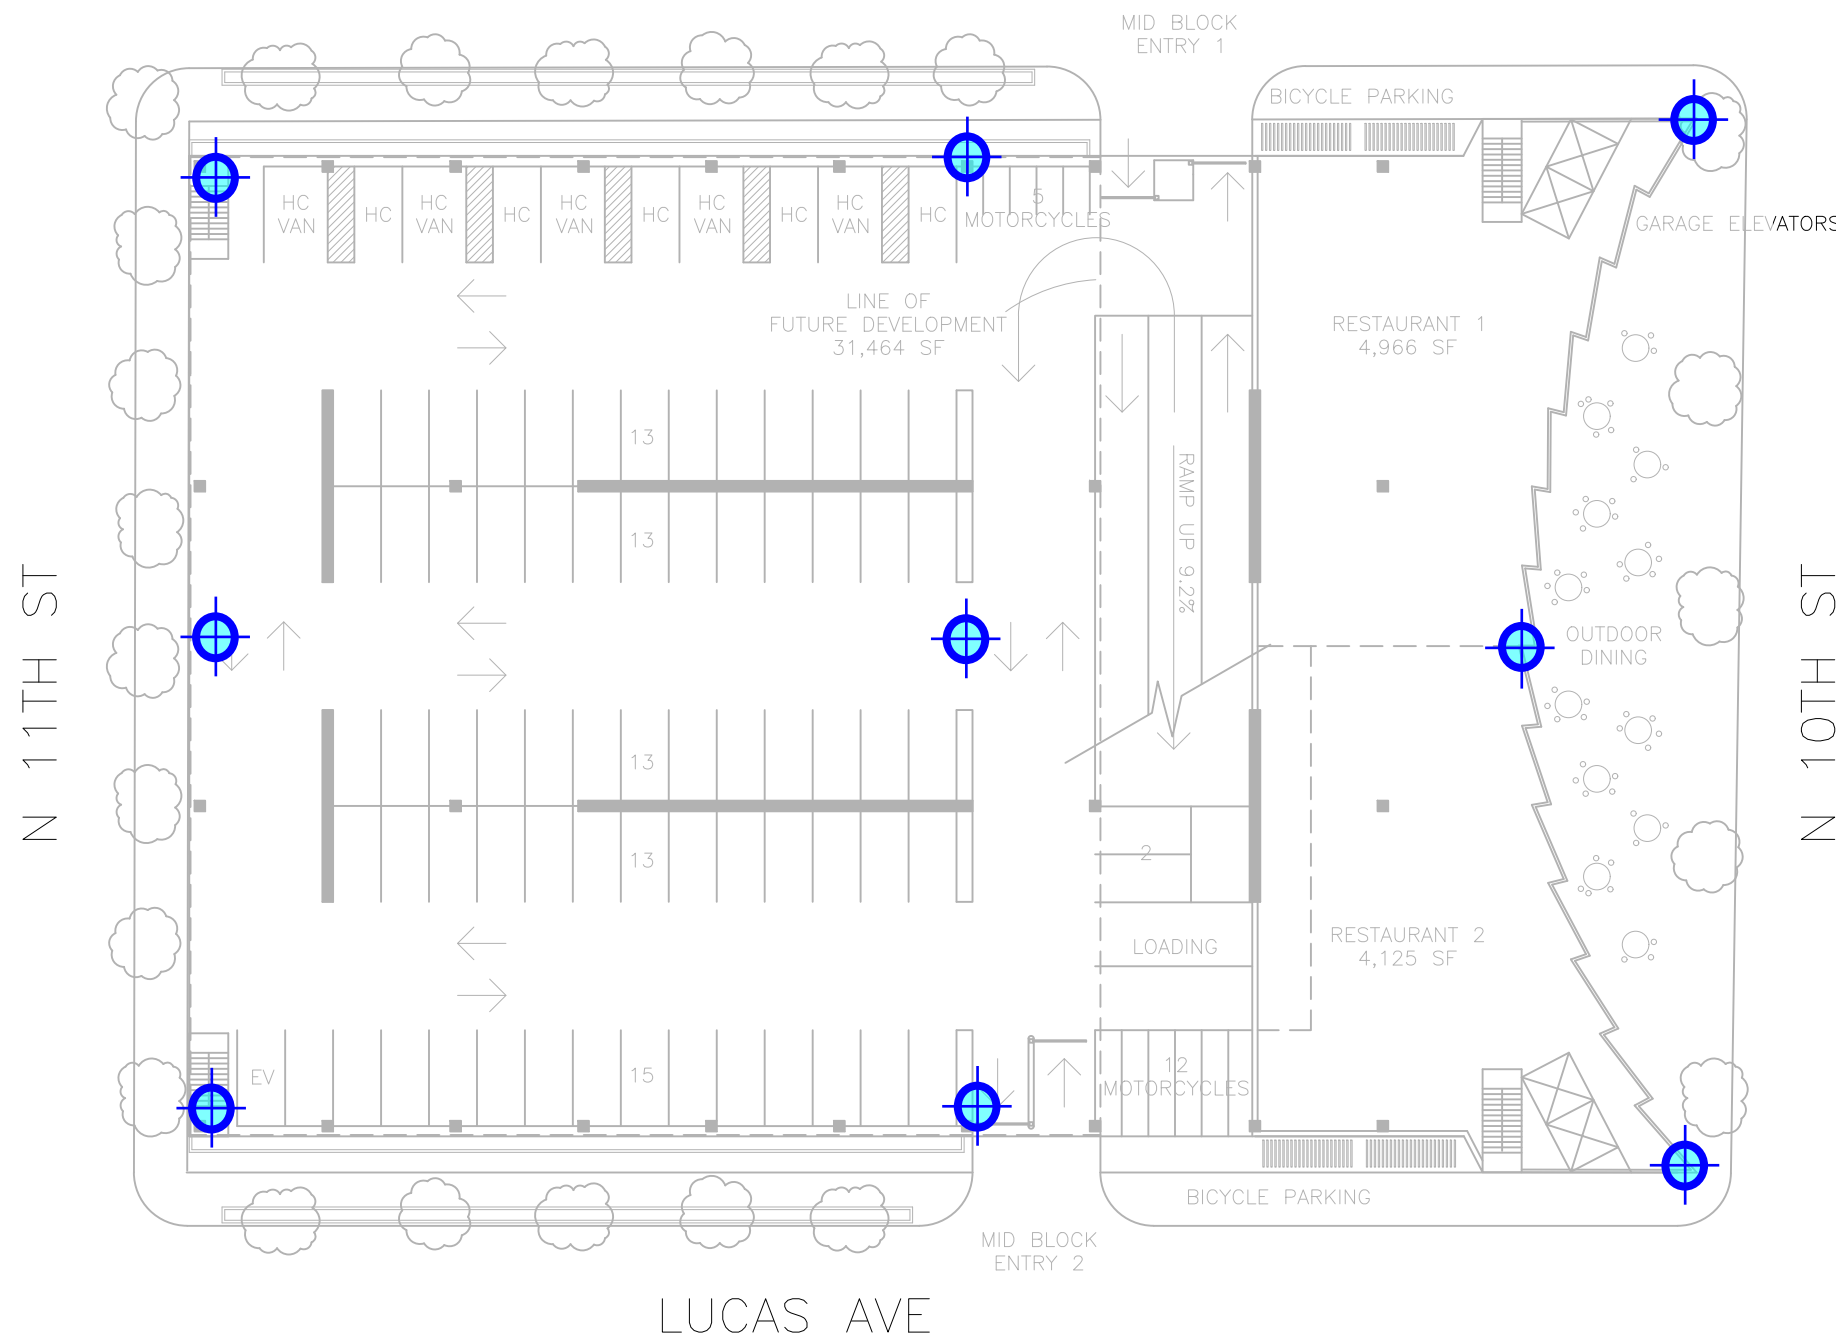 MID BLOCK
ENTRY 1
BICYCLE PARKING
HC
VAN
HC
HC
VAN
HC
HC
VAN
HC
HC
VAN
HC
HC
VAN
HC
5
MOTORCYCLES
GARAGE ELEVATORS
LINE OF
FUTURE DEVELOPMENT
31,464 SF
RESTAURANT 1
4,966 SF
13
13
RAMP UP 9.2%
N 11TH ST
OUTDOOR
DINING
N 10TH ST
13
13
2
LOADING
RESTAURANT 2
4,125 SF
EV
15
12
MOTORCYCLES
BICYCLE PARKING
MID BLOCK
ENTRY 2
LUCAS AVE